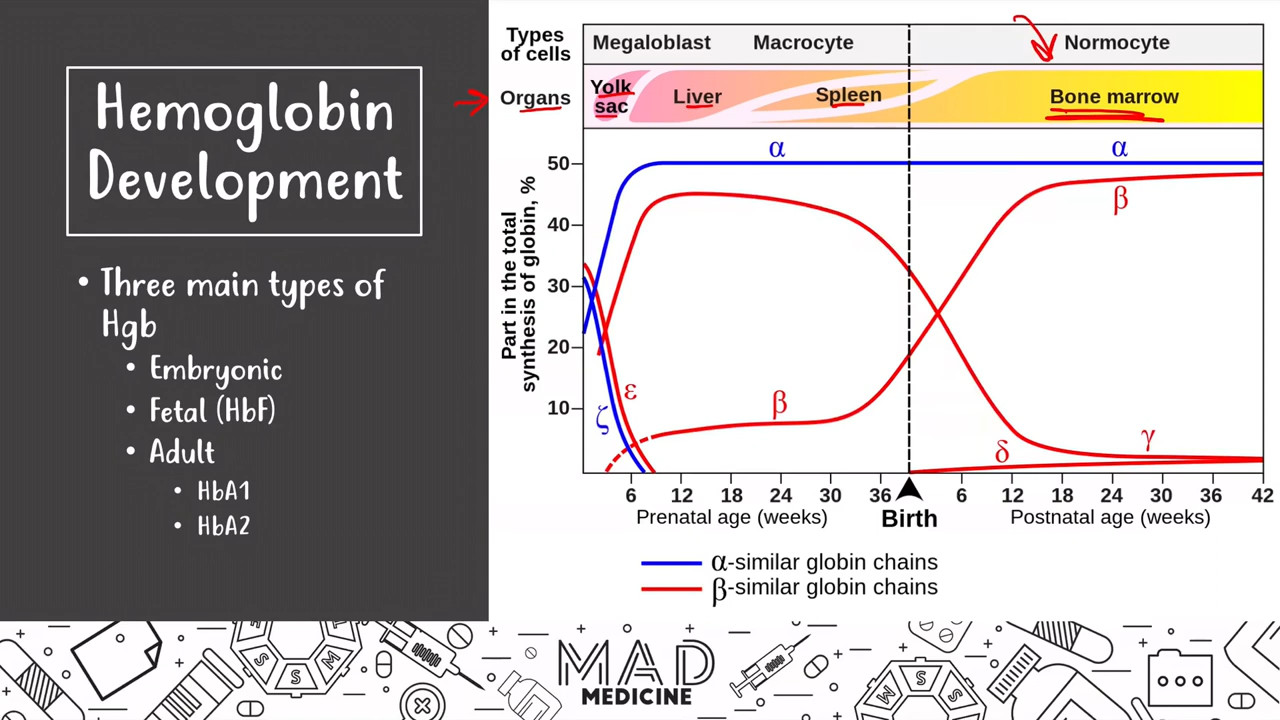 Hemoglobin
Development
• Three main types of
Hgb
• Embryonic
• Fetal (HbF)
• Adult
• HbA1
• HbA2
Types
of cells
Megaloblast
Macrocyte
Normocyte
Organs
Yolk
sac
Liver
Spleen
Bone marrow
Part in the total
synthesis of globin, %
50
40
30
20
10
α
α
β
β
ε
ζ
δ
γ
6 12 18 24 30 36 6 12 18 24 30 36 42
Prenatal age (weeks)
Birth
Postnatal age (weeks)
α-similar globin chains
β-similar globin chains
S S M
M S S
MAD
MEDICINE